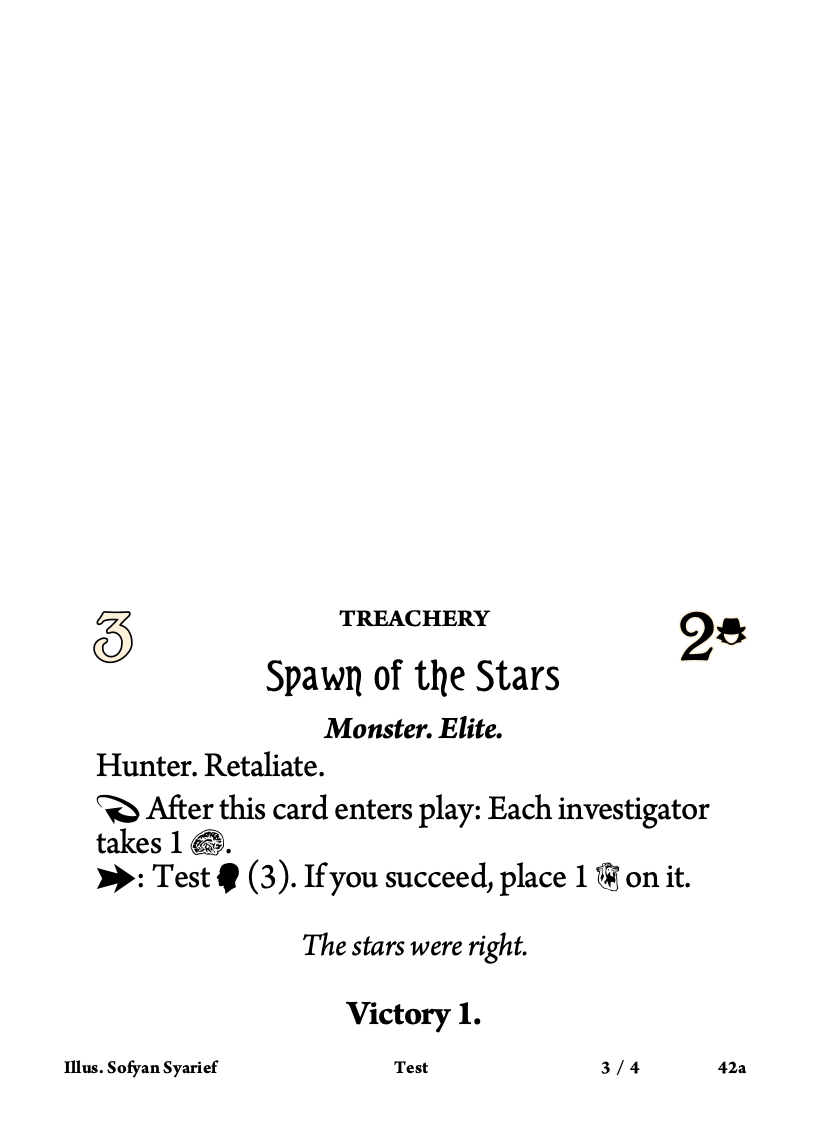 3
TREACHERY
2
Spawn of the Stars
Monster. Elite.
Hunter. Retaliate.
After this card enters play: Each investigator
takes 1 .
: Test (3). If you succeed, place 1 on it.
The stars were right.
Victory 1.
Illus. Sofyan Syarief Test 3 / 4 42a